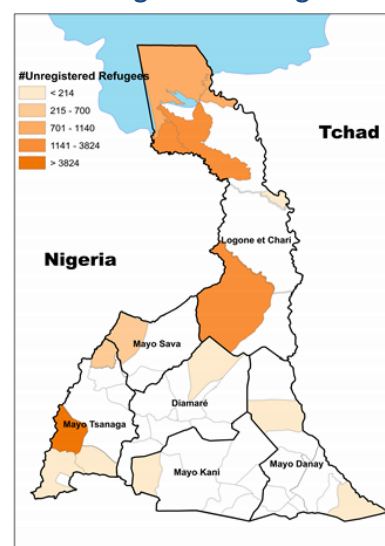 #Unregistered Refugees
< 214
215 - 700
701 - 1140
1141 - 3824
> 3824
Tchad
Logone et Chari
Nigeria
Mayo Sava
Diamaré
Mayo Tsanaga
Mayo Kani
Mayo Danay